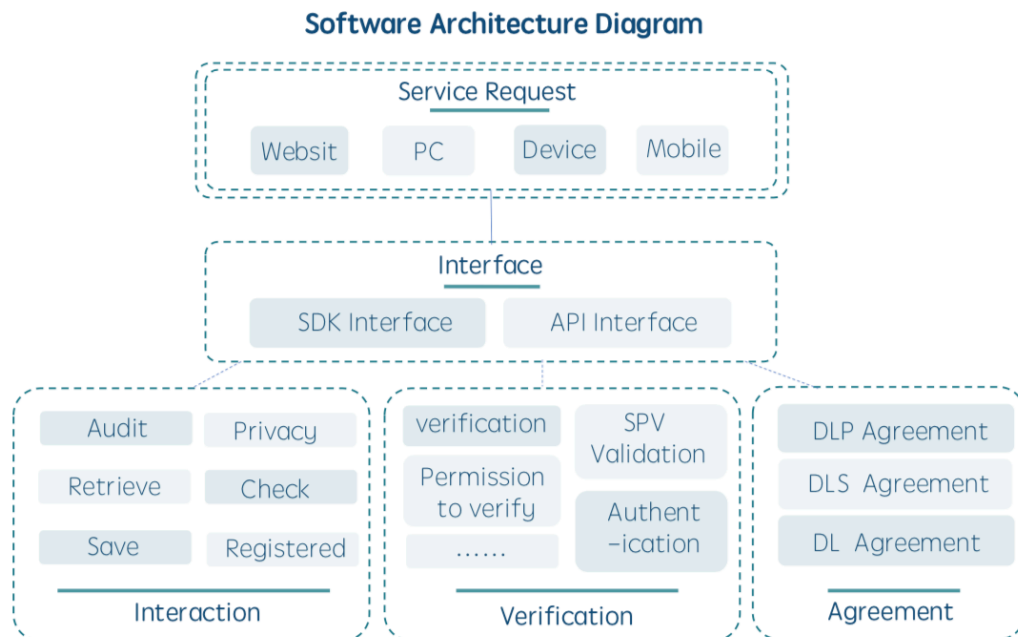 Software Architecture Diagram
Service Request
Websit
PC
Device
Mobile
Interface
SDK Interface
API Interface
Audit
Privacy
Retrieve
Check
Save
Registered
Interaction
verification
SPV
Validation
Permission
to verify
Authent
-ication
......
Verification
DLP Agreement
DLS Agreement
DL Agreement
Agreement